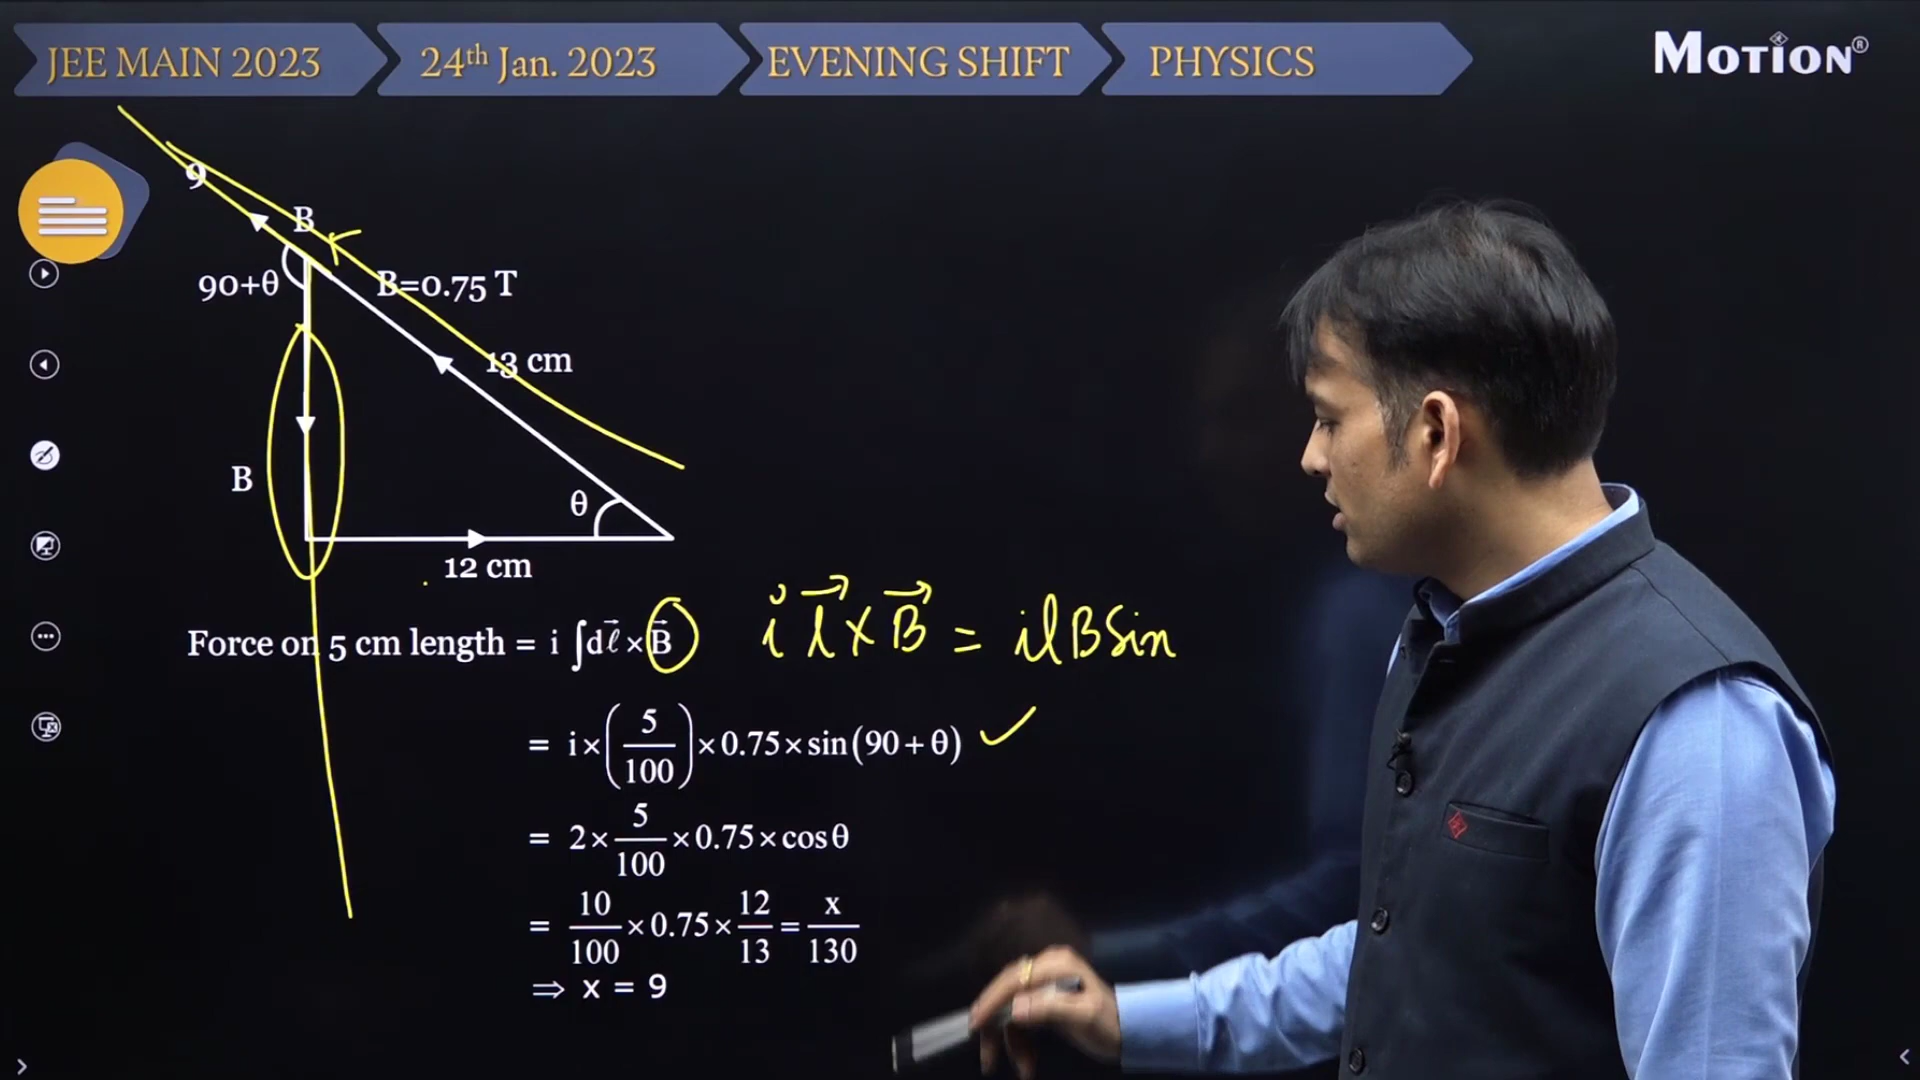 JEE MAIN 2023
24th Jan. 2023
EVENING SHIFT
PHYSICS
MOTION®
9
B
90+θ
B=0.75 T
13 cm
B
θ
12 cm
Force on 5 cm length = i ∫dℓ⃗ × B⃗
i l⃗ × B⃗ = ilBSin
= i×(5/100)×0.75×sin(90+θ)
= 2×5/100×0.75×cosθ
= 10/100×0.75×12/13=x/130
⇒ x = 9